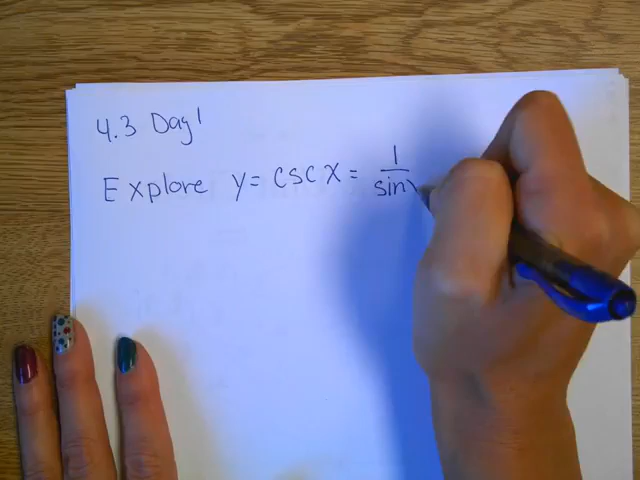 4.3 Day 1
Explore y = csc x = 1/sin x